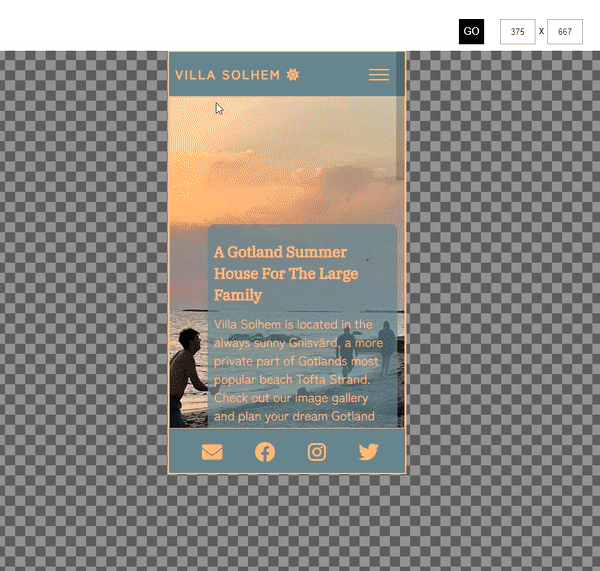 GO
375 X 667
VILLA SOLHEM
A Gotland Summer
House For The Large
Family
Villa Solhem is located in the
always sunny Gnisvärd, a more
private part of Gotlands most
popular beach Tofta Strand.
Check out our image gallery
and plan your dream Gotland